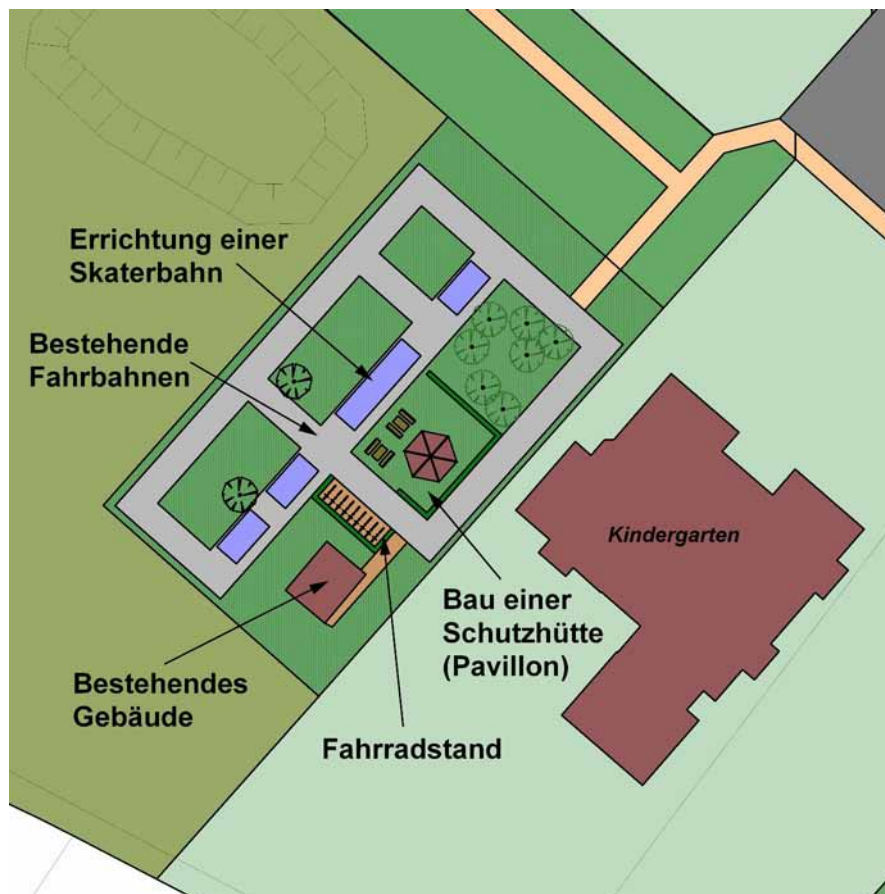 Errichtung einer
Skaterbahn
Bestehende
Fahrbahnen
Kindergarten
Bau einer
Schutzhütte
(Pavillon)
Bestehendes
Gebäude
Fahrradstand